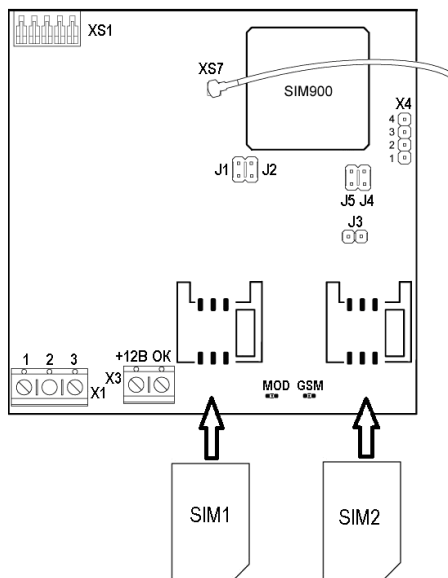 XS1
XS7
SIM900
X4
4
3
2
1
J1 J2
J5 J4
J3
1 2 3
X1
+12В ОК
X3
MOD GSM
SIM1
SIM2